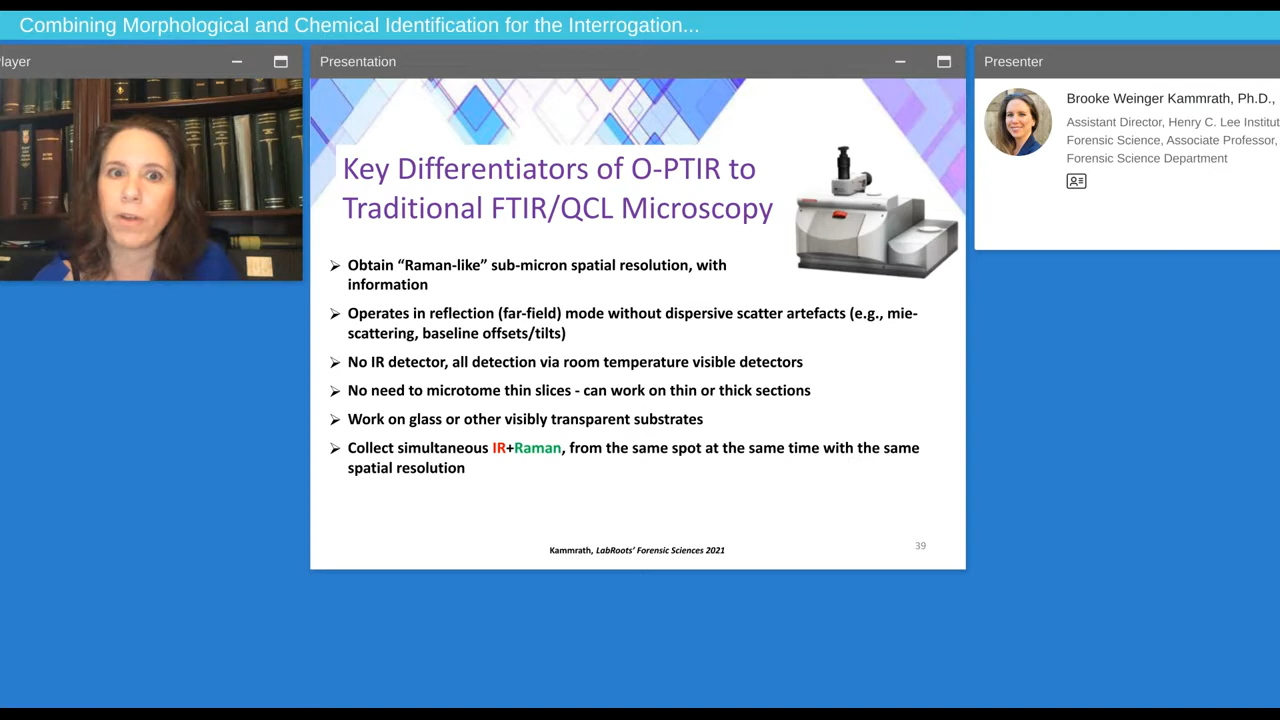 Combining Morphological and Chemical Identification for the Interrogation...
layer
Presentation
Presenter
Brooke Weinger Kammrath, Ph.D.,
Assistant Director, Henry C. Lee Institut
Forensic Science, Associate Professor,
Forensic Science Department
Key Differentiators of O-PTIR to
Traditional FTIR/QCL Microscopy
➢ Obtain “Raman-like” sub-micron spatial resolution, with
information
➢ Operates in reflection (far-field) mode without dispersive scatter artefacts (e.g., mie-
scattering, baseline offsets/tilts)
➢ No IR detector, all detection via room temperature visible detectors
➢ No need to microtome thin slices - can work on thin or thick sections
➢ Work on glass or other visibly transparent substrates
➢ Collect simultaneous IR+Raman, from the same spot at the same time with the same
spatial resolution
Kammrath, LabRoots’ Forensic Sciences 2021
39